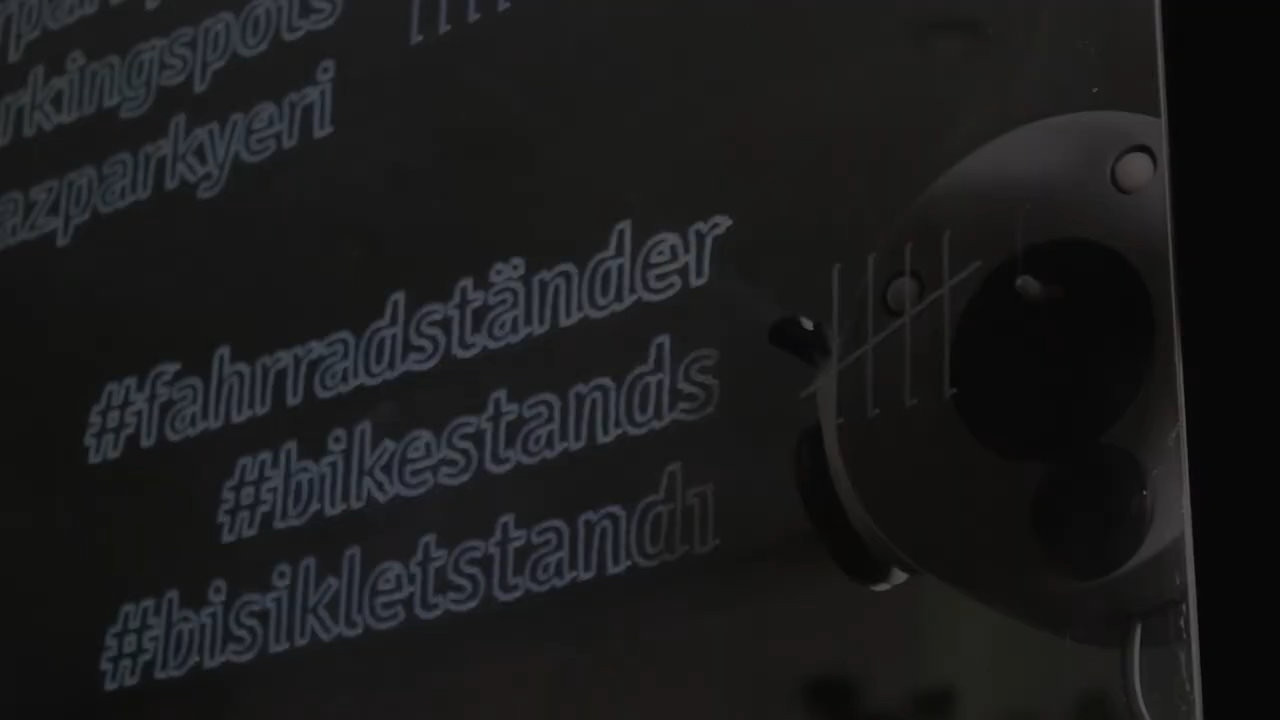 rkingspots
azparkyeri
#fahrradständer
#bikestands
#bisikletstandı